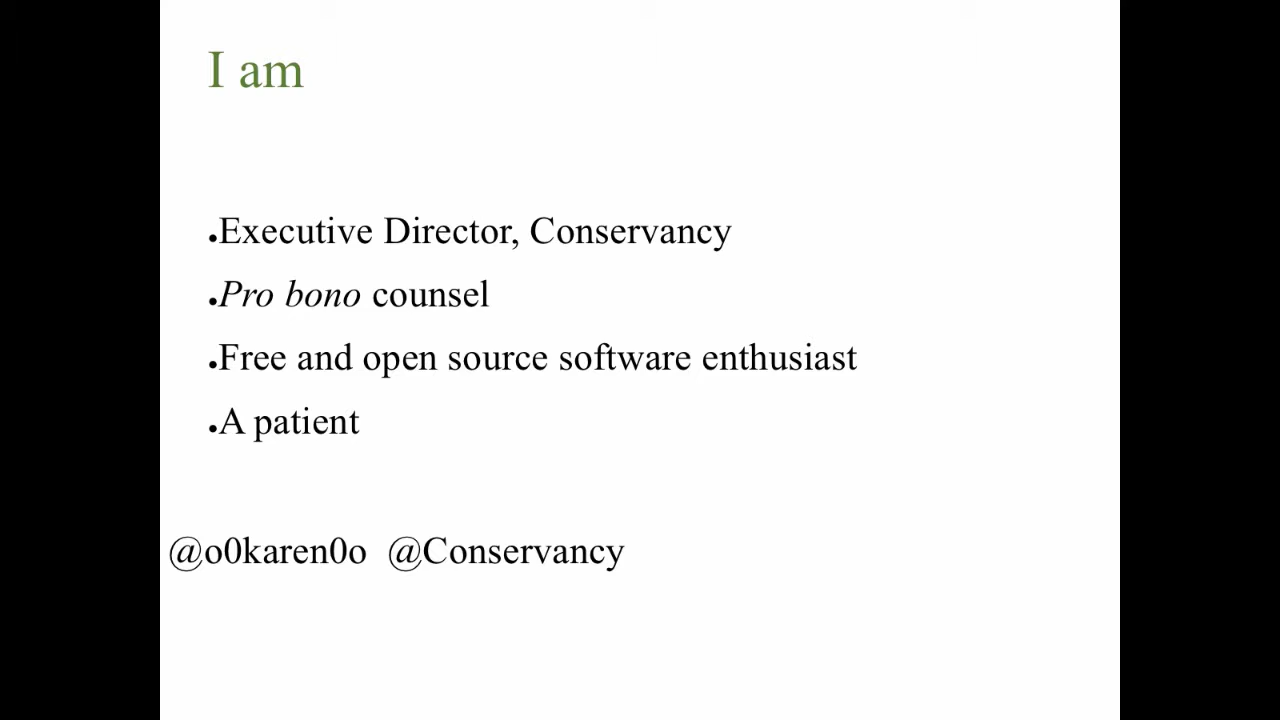 I am
●Executive Director, Conservancy
●Pro bono counsel
●Free and open source software enthusiast
●A patient
@o0karen0o @Conservancy